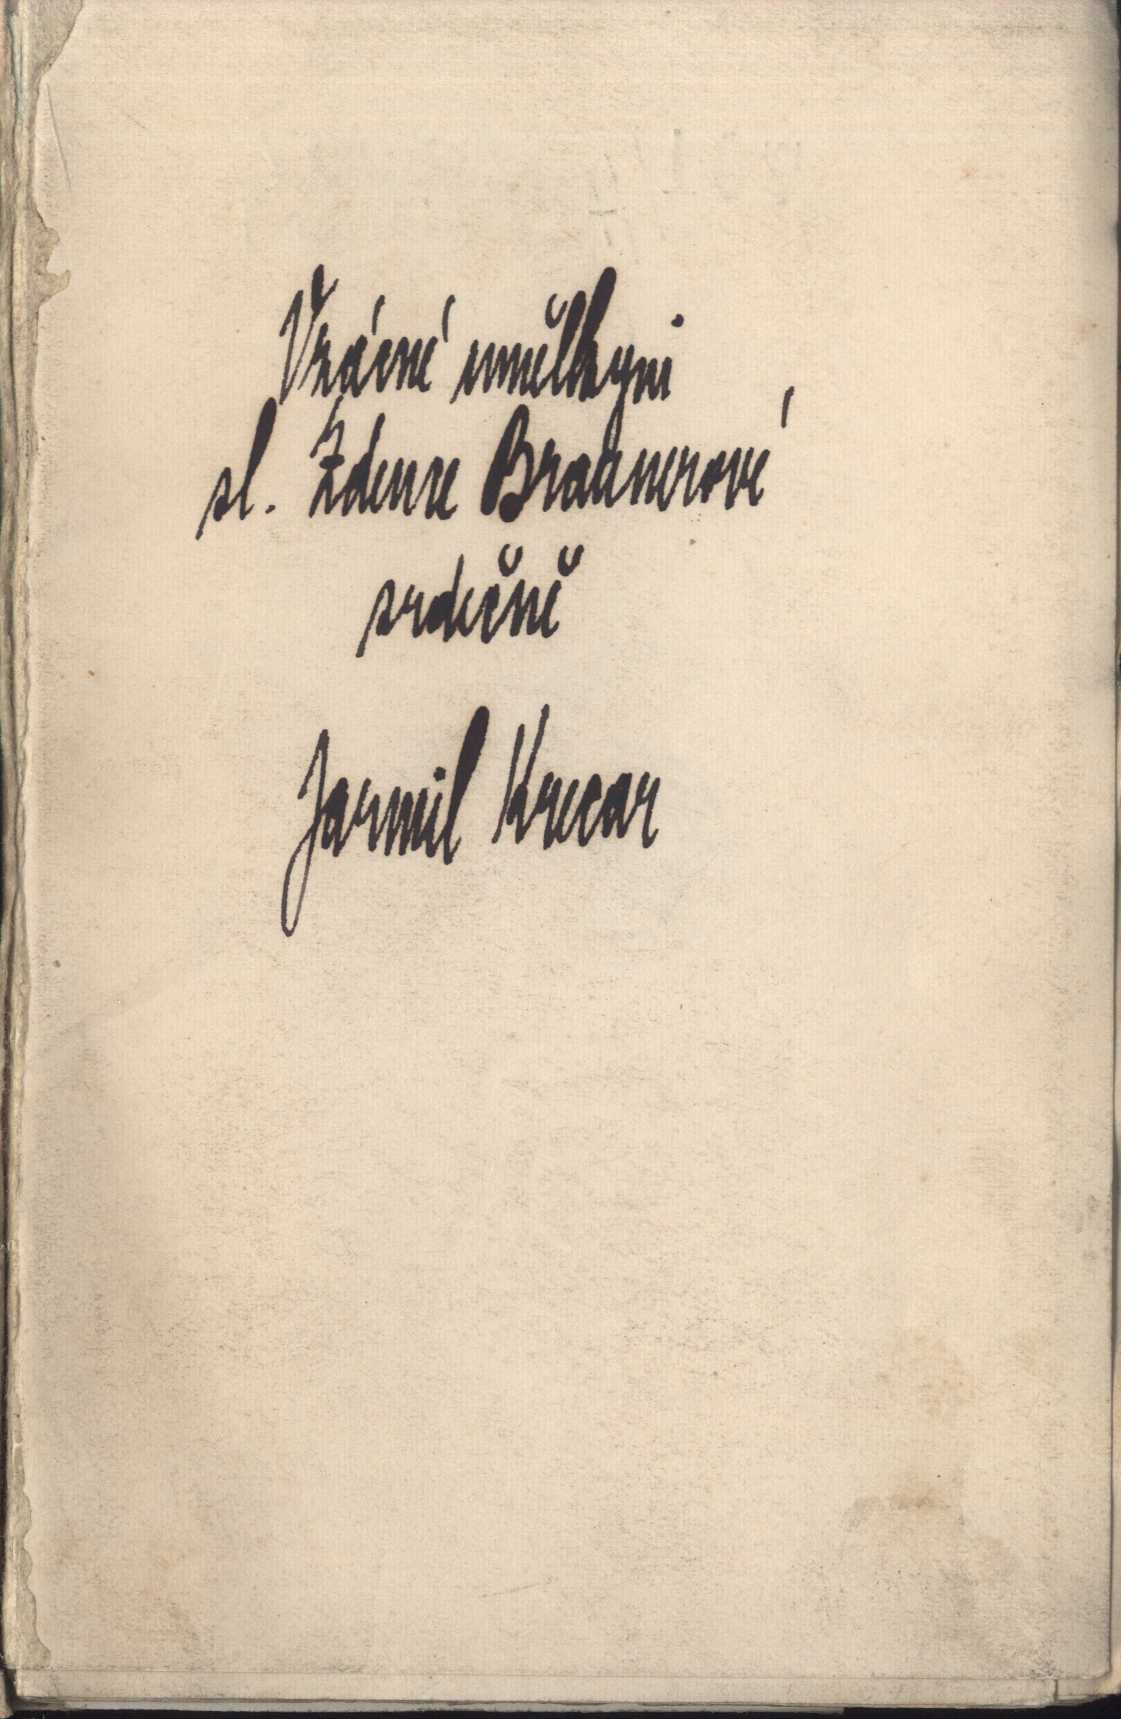 Vzácné umělkyni
sl. Zdence Braunerové
srdečně
Jarmil Krecar